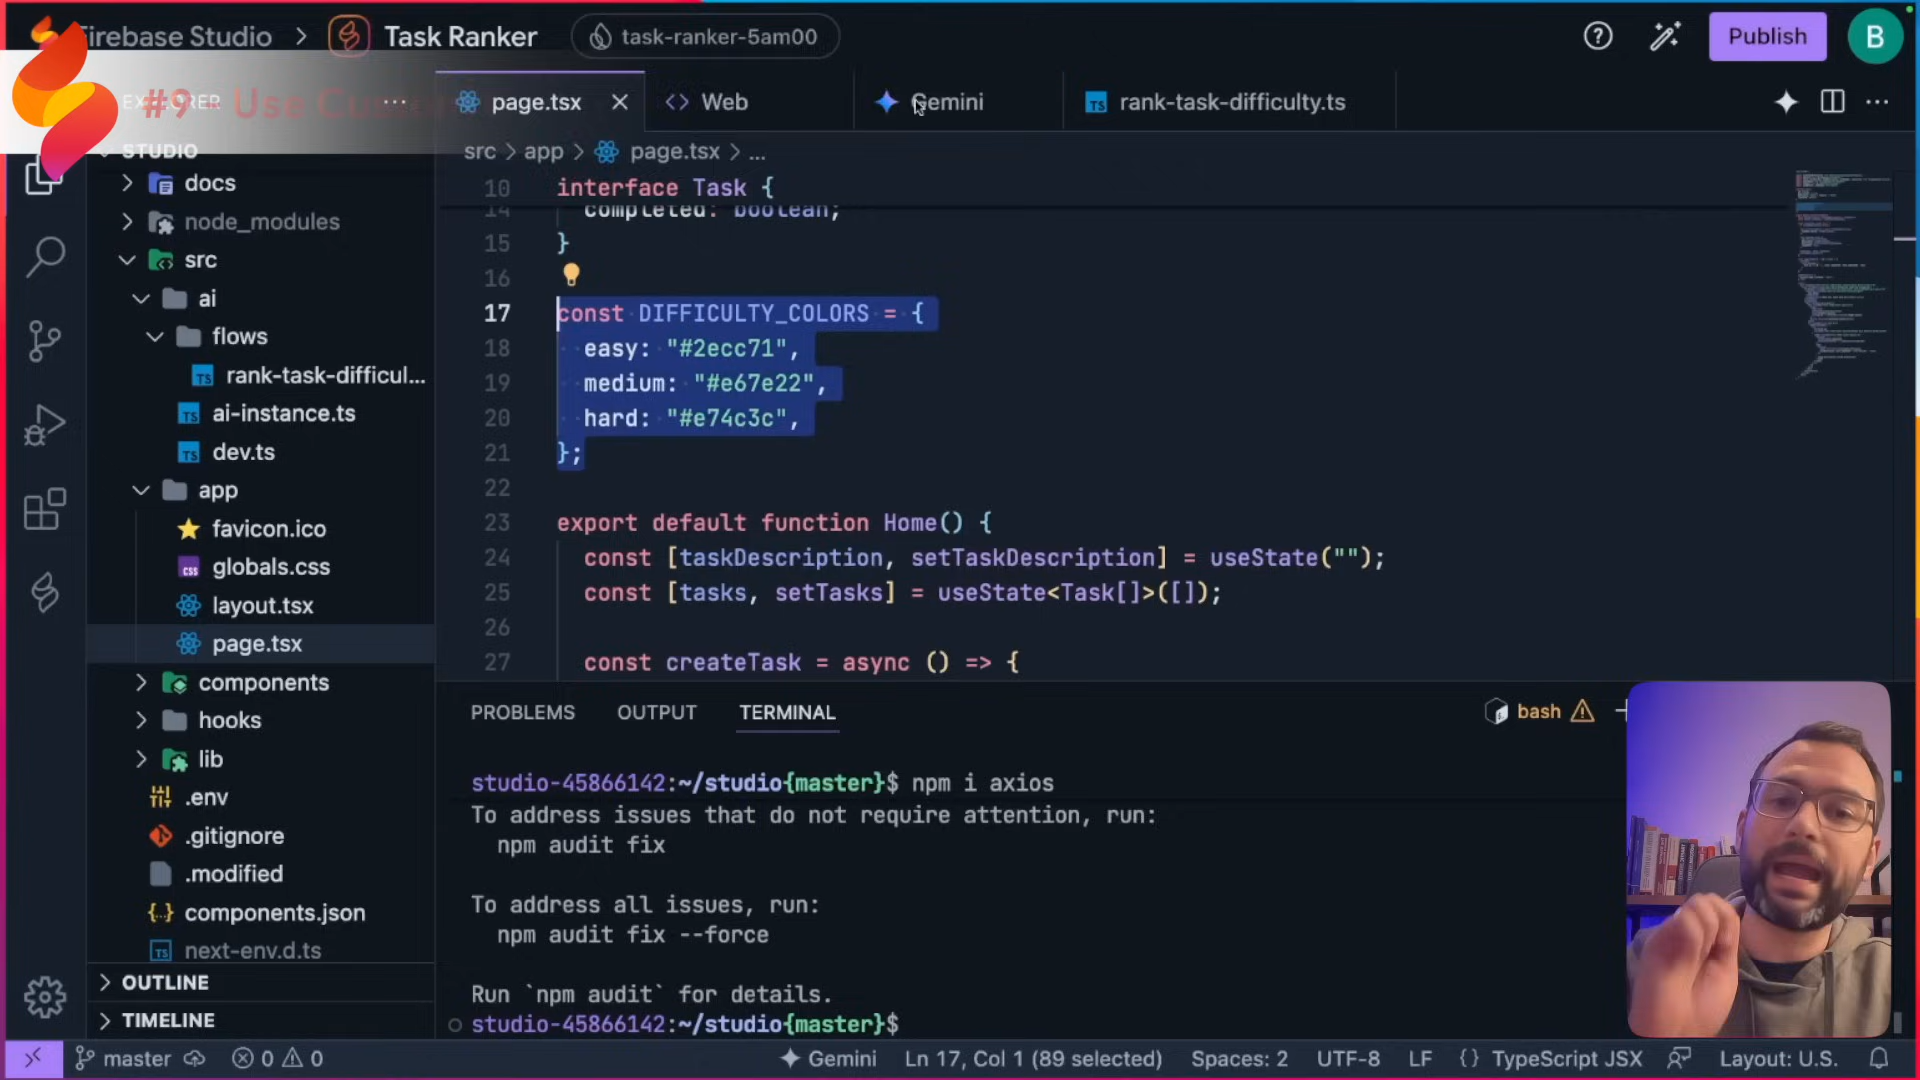 Firebase Studio > Task Ranker task-ranker-5am00 Publish B
EXPLORER ... #9 - Use Cus
page.tsx Web Gemini rank-task-difficulty.ts
src > app > page.tsx > ...
STUDIO
docs
node_modules
src
ai
flows
rank-task-difficul...
ai-instance.ts
dev.ts
app
favicon.ico
globals.css
layout.tsx
page.tsx
components
hooks
lib
.env
.gitignore
.modified
components.json
next-env.d.ts
OUTLINE
TIMELINE
10 interface Task {
14 completed: boolean;
15 }
16
17 const DIFFICULTY_COLORS = {
18 easy: "#2ecc71",
19 medium: "#e67e22",
20 hard: "#e74c3c",
21 };
22
23 export default function Home() {
24 const [taskDescription, setTaskDescription] = useState("");
25 const [tasks, setTasks] = useState<Task[]>([]);
26
27 const createTask = async () => {
PROBLEMS OUTPUT TERMINAL bash
studio-45866142:~/studio{master}$ npm i axios
To address issues that do not require attention, run:
npm audit fix
To address all issues, run:
npm audit fix --force
Run `npm audit` for details.
studio-45866142:~/studio{master}$
master 0 0 Gemini Ln 17, Col 1 (89 selected) Spaces: 2 UTF-8 LF {} TypeScript JSX Layout: U.S.